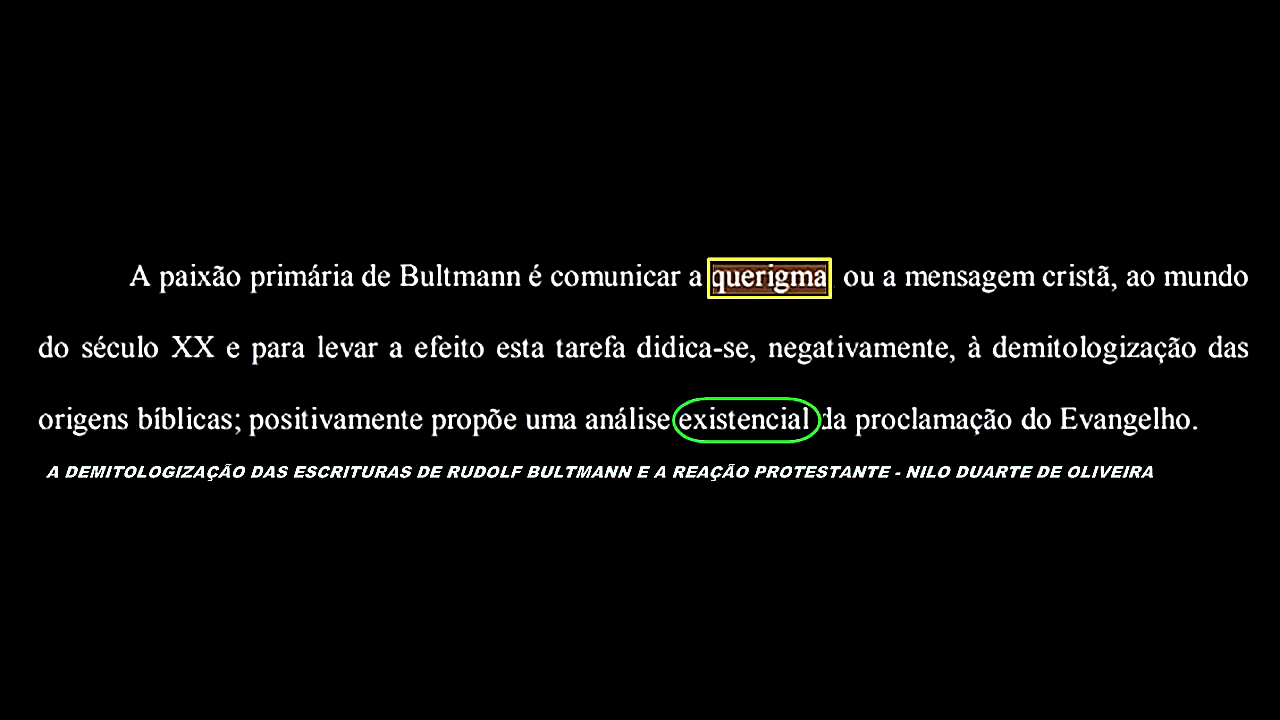 A paixão primária de Bultmann é comunicar a querigma ou a mensagem cristã, ao mundo
do século XX e para levar a efeito esta tarefa didica-se, negativamente, à demitologização das
origens bíblicas; positivamente propõe uma análise existencial da proclamação do Evangelho.
A DEMITOLOGIZAÇÃO DAS ESCRITURAS DE RUDOLF BULTMANN E A REAÇÃO PROTESTANTE - NILO DUARTE DE OLIVEIRA